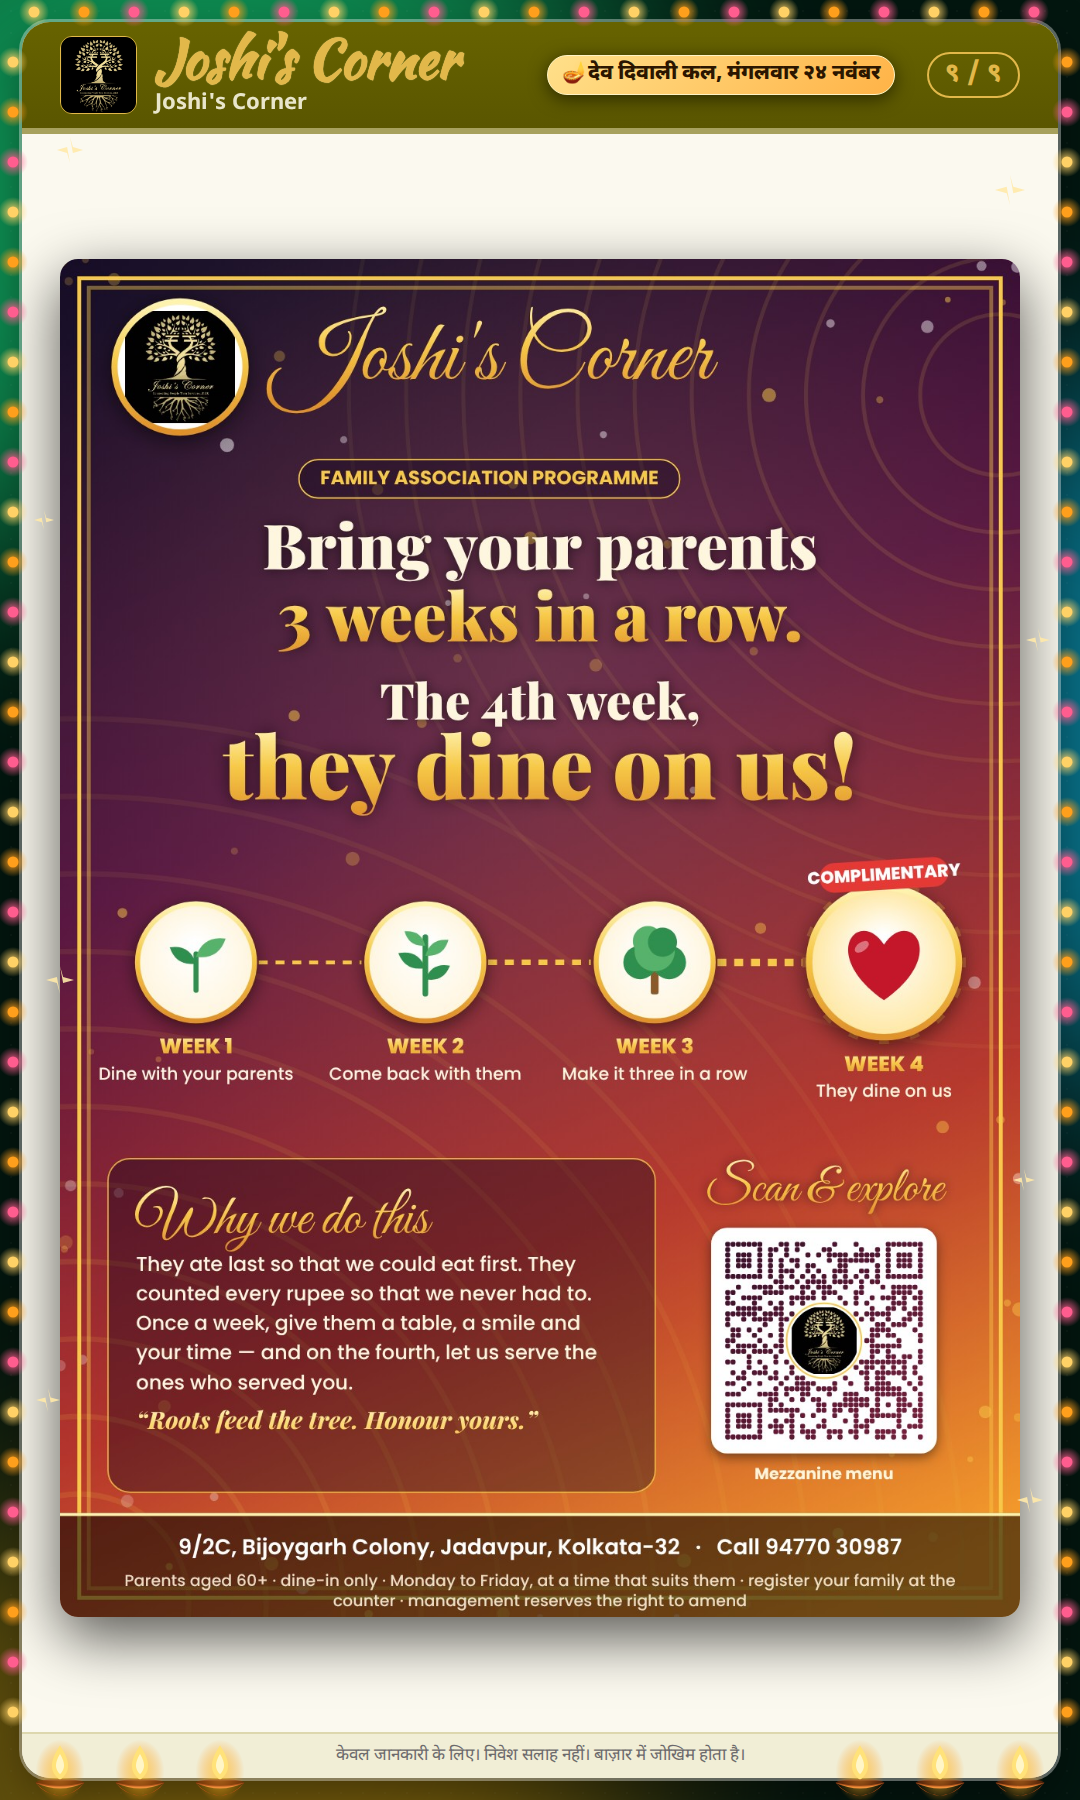 Joshi's Corner
Joshi's Corner
देव दिवाली कल, मंगलवार २४ नवंबर
९ / ९
Joshi's Corner
Joshi's Corner
FAMILY ASSOCIATION PROGRAMME
Bring your parents
3 weeks in a row.
The 4th week,
they dine on us!
COMPLIMENTARY
WEEK 1
Dine with your parents
WEEK 2
Come back with them
WEEK 3
Make it three in a row
WEEK 4
They dine on us
Why we do this
They ate last so that we could eat first. They
counted every rupee so that we never had to.
Once a week, give them a table, a smile and
your time — and on the fourth, let us serve the
ones who served you.
“Roots feed the tree. Honour yours.”
Scan & explore
Mezzanine menu
9/2C, Bijoygarh Colony, Jadavpur, Kolkata-32 · Call 94770 30987
Parents aged 60+ · dine-in only · Monday to Friday, at a time that suits them · register your family at the
counter · management reserves the right to amend
केवल जानकारी के लिए। निवेश सलाह नहीं। बाज़ार में जोखिम होता है।